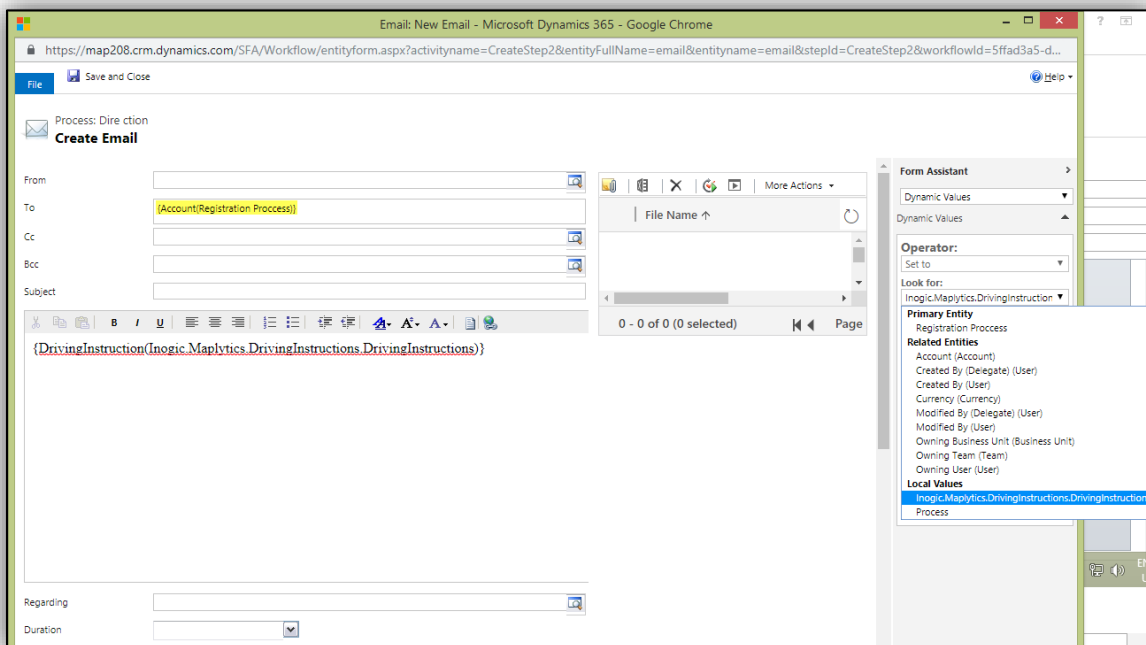 Email: New Email - Microsoft Dynamics 365 - Google Chrome
https://map208.crm.dynamics.com/SFA/Workflow/entityform.aspx?activityname=CreateStep2&entityFullName=email&entityname=email&stepId=CreateStep2&workflowId=5ffad3a5-d...
File
Save and Close
Help
Process: Dire ction
Create Email
From
To
{Account(Registration Proccess)}
Cc
Bcc
Subject
More Actions
File Name
0 - 0 of 0 (0 selected)
Page
B I U
A A A
{DrivingInstruction(Inogic.Maplytics.DrivingInstructions.DrivingInstructions)}
Regarding
Duration
Form Assistant
Dynamic Values
Dynamic Values
Operator:
Set to
Look for:
Inogic.Maplytics.DrivingInstruction
Primary Entity
Registration Proccess
Related Entities
Account (Account)
Created By (Delegate) (User)
Created By (User)
Currency (Currency)
Modified By (Delegate) (User)
Modified By (User)
Owning Business Unit (Business Unit)
Owning Team (Team)
Owning User (User)
Local Values
Inogic.Maplytics.DrivingInstructions.DrivingInstruction
Process